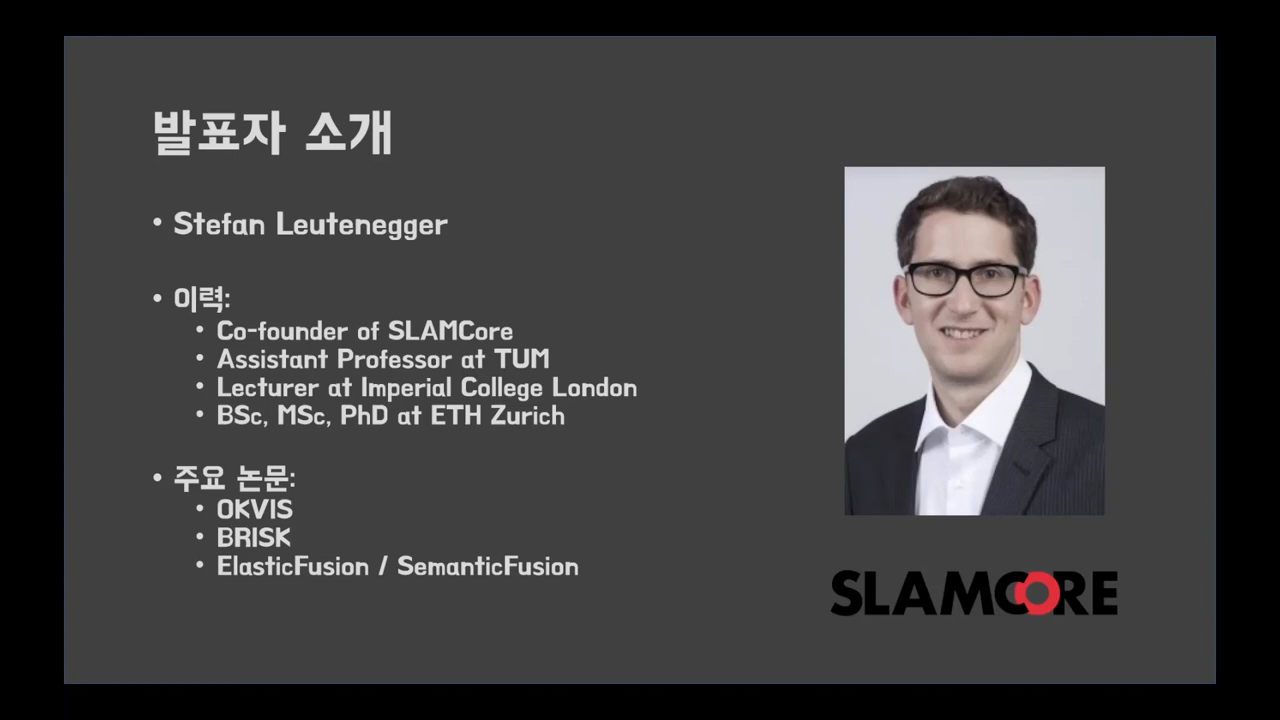 발표자 소개
• Stefan Leutenegger
• 이력:
• Co-founder of SLAMCore
• Assistant Professor at TUM
• Lecturer at Imperial College London
• BSc, MSc, PhD at ETH Zurich
• 주요 논문:
• OKVIS
• BRISK
• ElasticFusion / SemanticFusion
SLAMCORE